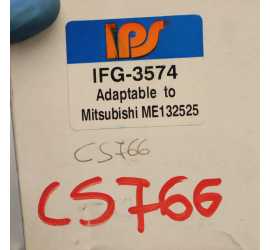 IPS
IFG-3574
Adaptable to
Mitsubishi ME132525
CS766
CS766